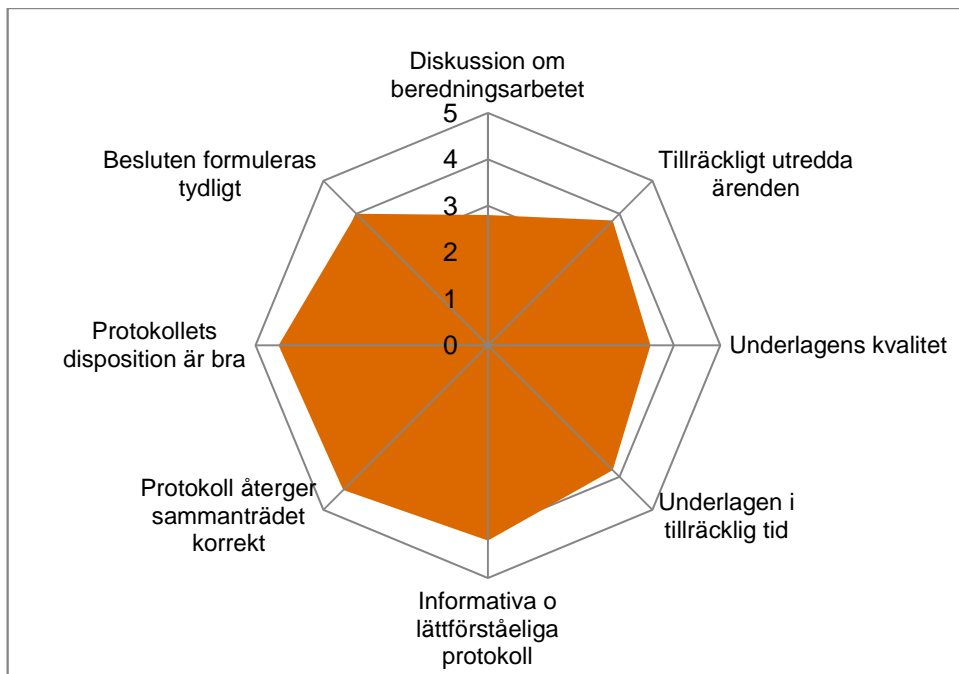 Diskussion om
beredningsarbetet
Tillräckligt utredda
ärenden
Underlagens kvalitet
Underlagen i
tillräcklig tid
Informativa o
lättförståeliga
protokoll
Protokoll återger
sammanträdet
korrekt
Protokollets
disposition är bra
Besluten formuleras
tydligt
5
4
3
2
1
0